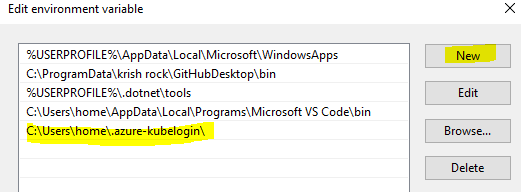 Edit environment variable
%USERPROFILE%\AppData\Local\Microsoft\WindowsApps
New
C:\ProgramData\krish rock\GitHubDesktop\bin
%USERPROFILE%\.dotnet\tools
Edit
C:\Users\home\AppData\Local\Programs\Microsoft VS Code\bin
C:\Users\home\.azure-kubelogin\
Browse...
Delete